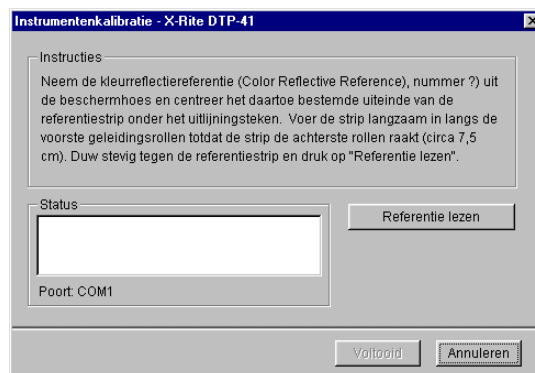 Instrumentenkalibratie - X-Rite DTP-41
Instructies
Neem de kleurreflectiereferentie (Color Reflective Reference), nummer ?) uit
de beschermhoes en centreer het daartoe bestemde uiteinde van de
referentiestrip onder het uitlijningsteken. Voer de strip langzaam in langs de
voorste geleidingsrollen totdat de strip de achterste rollen raakt (circa 7,5
cm). Duw stevig tegen de referentiestrip en druk op "Referentie lezen".
Status
Referentie lezen
Poort: COM1
Voltooid
Annuleren